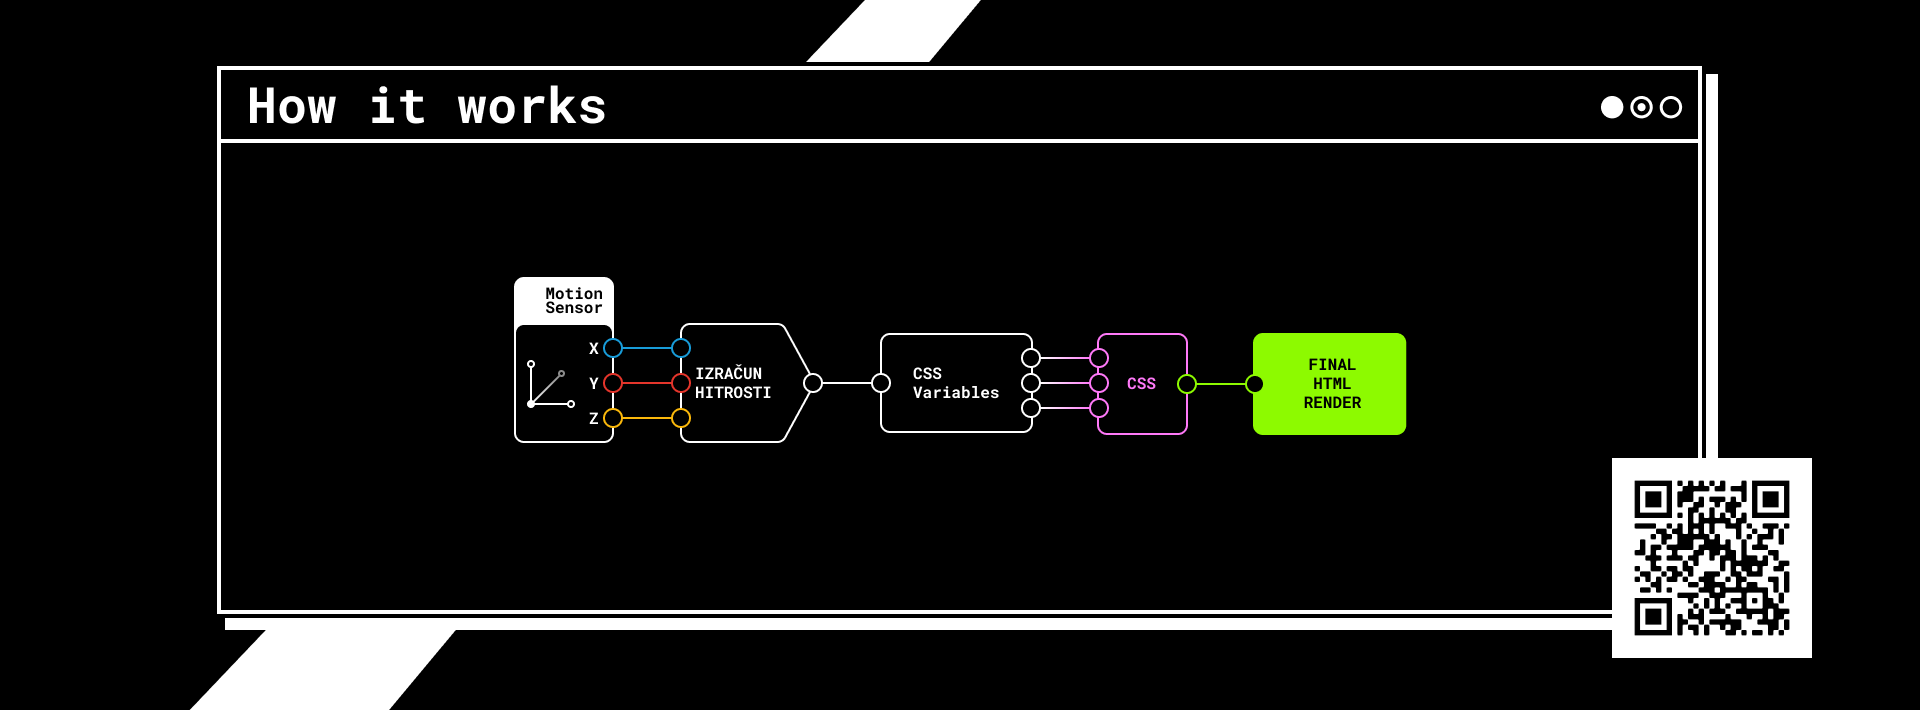 How it works
Motion
Sensor
X
Y
Z
IZRAČUN
HITROSTI
CSS
Variables
CSS
FINAL
HTML
RENDER